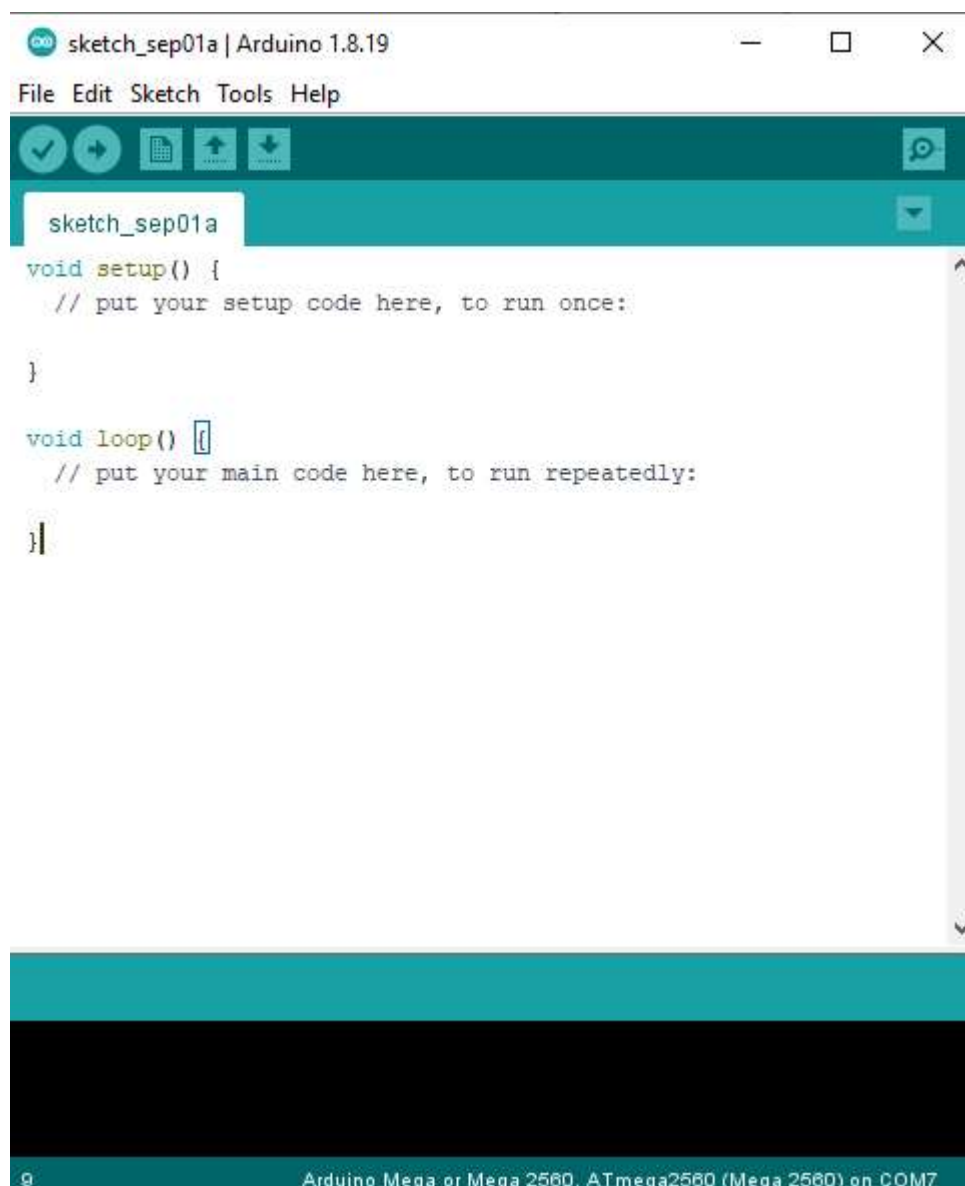 sketch_sep01a | Arduino 1.8.19
File Edit Sketch Tools Help
sketch_sep01a
void setup() {
  // put your setup code here, to run once:
}
void loop() {
  // put your main code here, to run repeatedly:
}
9 Arduino Mega or Mega 2560, ATmega2560 (Mega 2560) on COM7